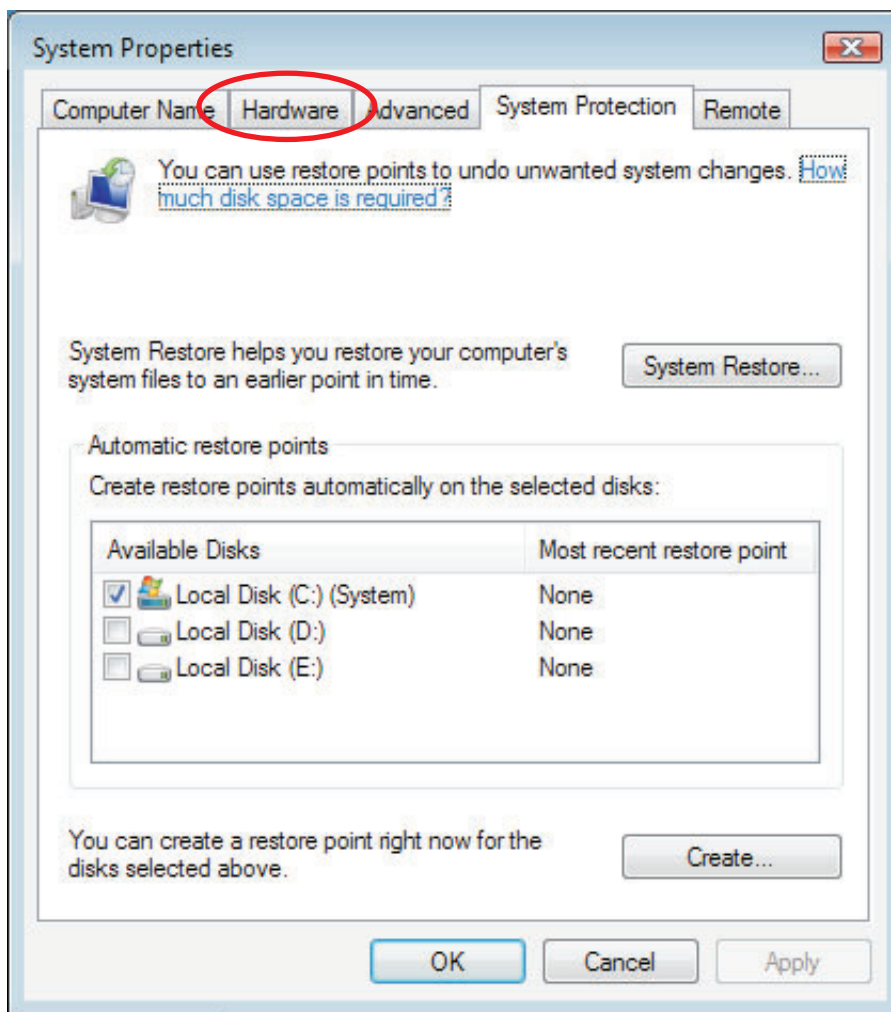 System Properties
Computer Name
Hardware
Advanced
System Protection
Remote
You can use restore points to undo unwanted system changes. How
much disk space is required?
System Restore helps you restore your computer's
system files to an earlier point in time.
System Restore...
Automatic restore points
Create restore points automatically on the selected disks:
Available Disks Most recent restore point
Local Disk (C:) (System) None
Local Disk (D:) None
Local Disk (E:) None
You can create a restore point right now for the
disks selected above.
Create...
OK Cancel Apply